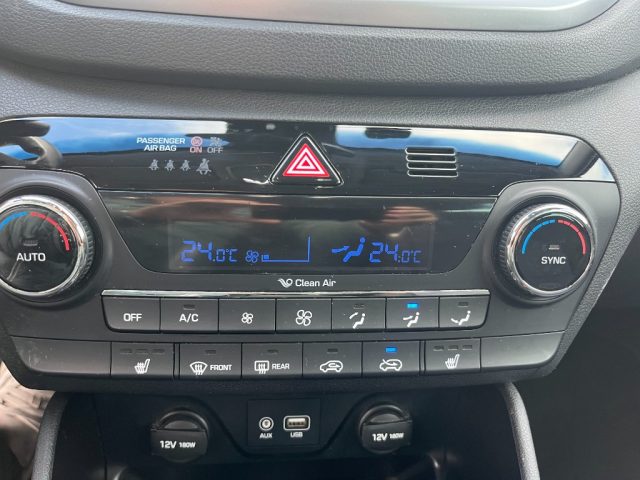 PASSENGER
AIR BAG
ON OFF
24.0°C 24.0°C
Clean Air
AUTO
SYNC
OFF A/C
FRONT REAR
AUX USB
12V 180W 12V 180W